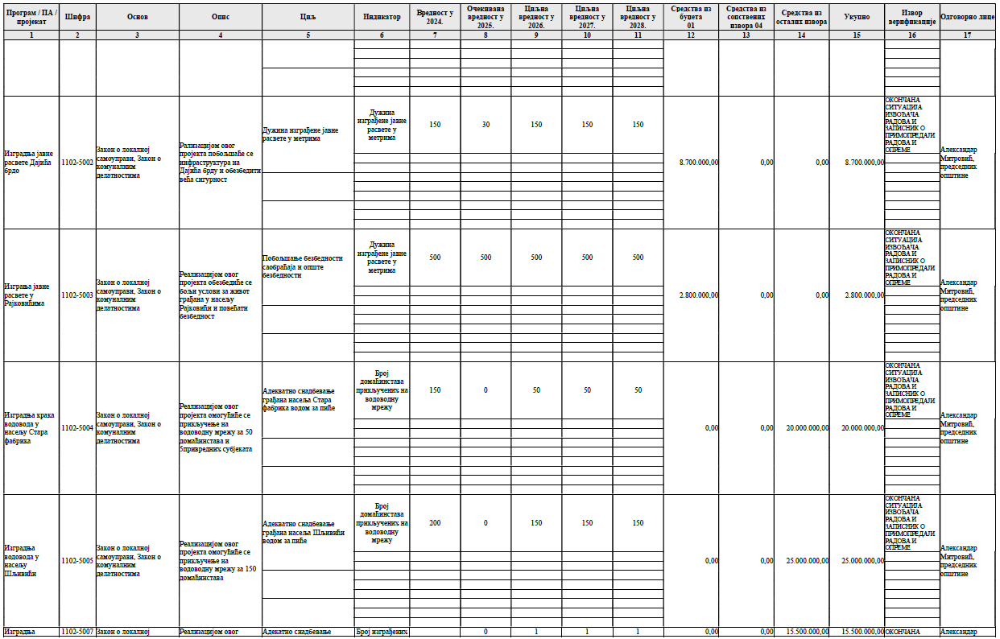 Програм / ПА / пројекат
Шифра
Основ
Опис
Циљ
Индикатор
Вредност у 2024.
Очекивана вредност у 2025.
Циљна вредност у 2026.
Циљна вредност у 2027.
Циљна вредност у 2028.
Средства из буџета 01
Средства из сопствених извора 04
Средства из осталих извора
Укупно
Извор верификације
Одговорно лице
1 2 3 4 5 6 7 8 9 10 11 12 13 14 15 16 17
Изградња јавне
расвете Дајића
брдо
1102-5002
Закон о локалној
самоуправи, Закон о
комуналним
делатностима
Рализацијом овог
пројекта побољшаће се
инфраструктура на
Дајића брду и обезбедити
већа сигурност
Дужина изграђене јавне
расвете у метрима
Дужина
изграђене јавне
расвете у
метрима
150 30 150 150 150
8.700.000,00 0,00 0,00 8.700.000,00
ОКОНЧАНА
СИТУАЦИЈА
ИЗВОЂАЧА
РАДОВА И
ЗАПИСНИК О
ПРИМОПРЕДАЈИ
РАДОВА И
ОПРЕМЕ
Александар
Митровић,
председник
општине
Изграња јавне
расвете у
Рајковићима
1102-5003
Закон о локалној
самоуправи, Закон о
комуналним
делатностима
Реализацијом овог
пројекта обезбедиће се
бољи услови за живот
грађана у насељу
Рајковићи и повећати
безбедност
Побољшање безбедности
саобраћаја и опште
безбедности
Дужина
изграђене јавне
расвете у
метрима
500 500 500 500 500
2.800.000,00 0,00 0,00 2.800.000,00
ОКОНЧАНА
СИТУАЦИЈА
ИЗВОЂАЧА
РАДОВА И
ЗАПИСНИК О
ПРИМОПРЕДАЈИ
РАДОВА И
ОПРЕМЕ
Александар
Митровић,
председник
општине
Изградња крака
водовода у
насељу Стара
фабрика
1102-5004
Закон о локалној
самоуправи, Закон о
комуналним
делатностима
Реализацијом овог
пројекта омогућиће се
прикључење на
водоводну мрежу за 50
домаћинстава и
5привредних субјеката
Адекватно снадбевање
грађана насеља Стара
фабрика водом за пиће
Број
домаћинстава
прикључених на
водоводну
мрежу
150 0 50 50 50
0,00 0,00 20.000.000,00 20.000.000,00
ОКОНЧАНА
СИТУАЦИЈА
ИЗВОЂАЧА
РАДОВА И
ЗАПИСНИК О
ПРИМОПРЕДАЈИ
РАДОВА И
ОПРЕМЕ
Александар
Митровић,
председник
општине
Изградња
водовода у
насељу
Шљивићи
1102-5005
Закон о локалној
самоуправи, Закон о
комуналним
делатностима
Реализацијом овог
пројекта омогућиће се
прикључење на
водоводну мрежу за 150
домаћинстава
Адекватно снадбевање
грађана насеља Шљивићи
водом за пиће
Број
домаћинстава
прикључених на
водоводну
мрежу
200 0 150 150 150
0,00 0,00 25.000.000,00 25.000.000,00
ОКОНЧАНА
СИТУАЦИЈА
ИЗВОЂАЧА
РАДОВА И
ЗАПИСНИК О
ПРИМОПРЕДАЈИ
РАДОВА И
ОПРЕМЕ
Александар
Митровић,
председник
општине
Изградња 1102-5007 Закон о локалној Реализацијом овог Адекатно снадбевање Број изграђених 0 1 1 1 0,00 0,00 15.500.000,00 15.500.000,00 ОКОНЧАНА Александар